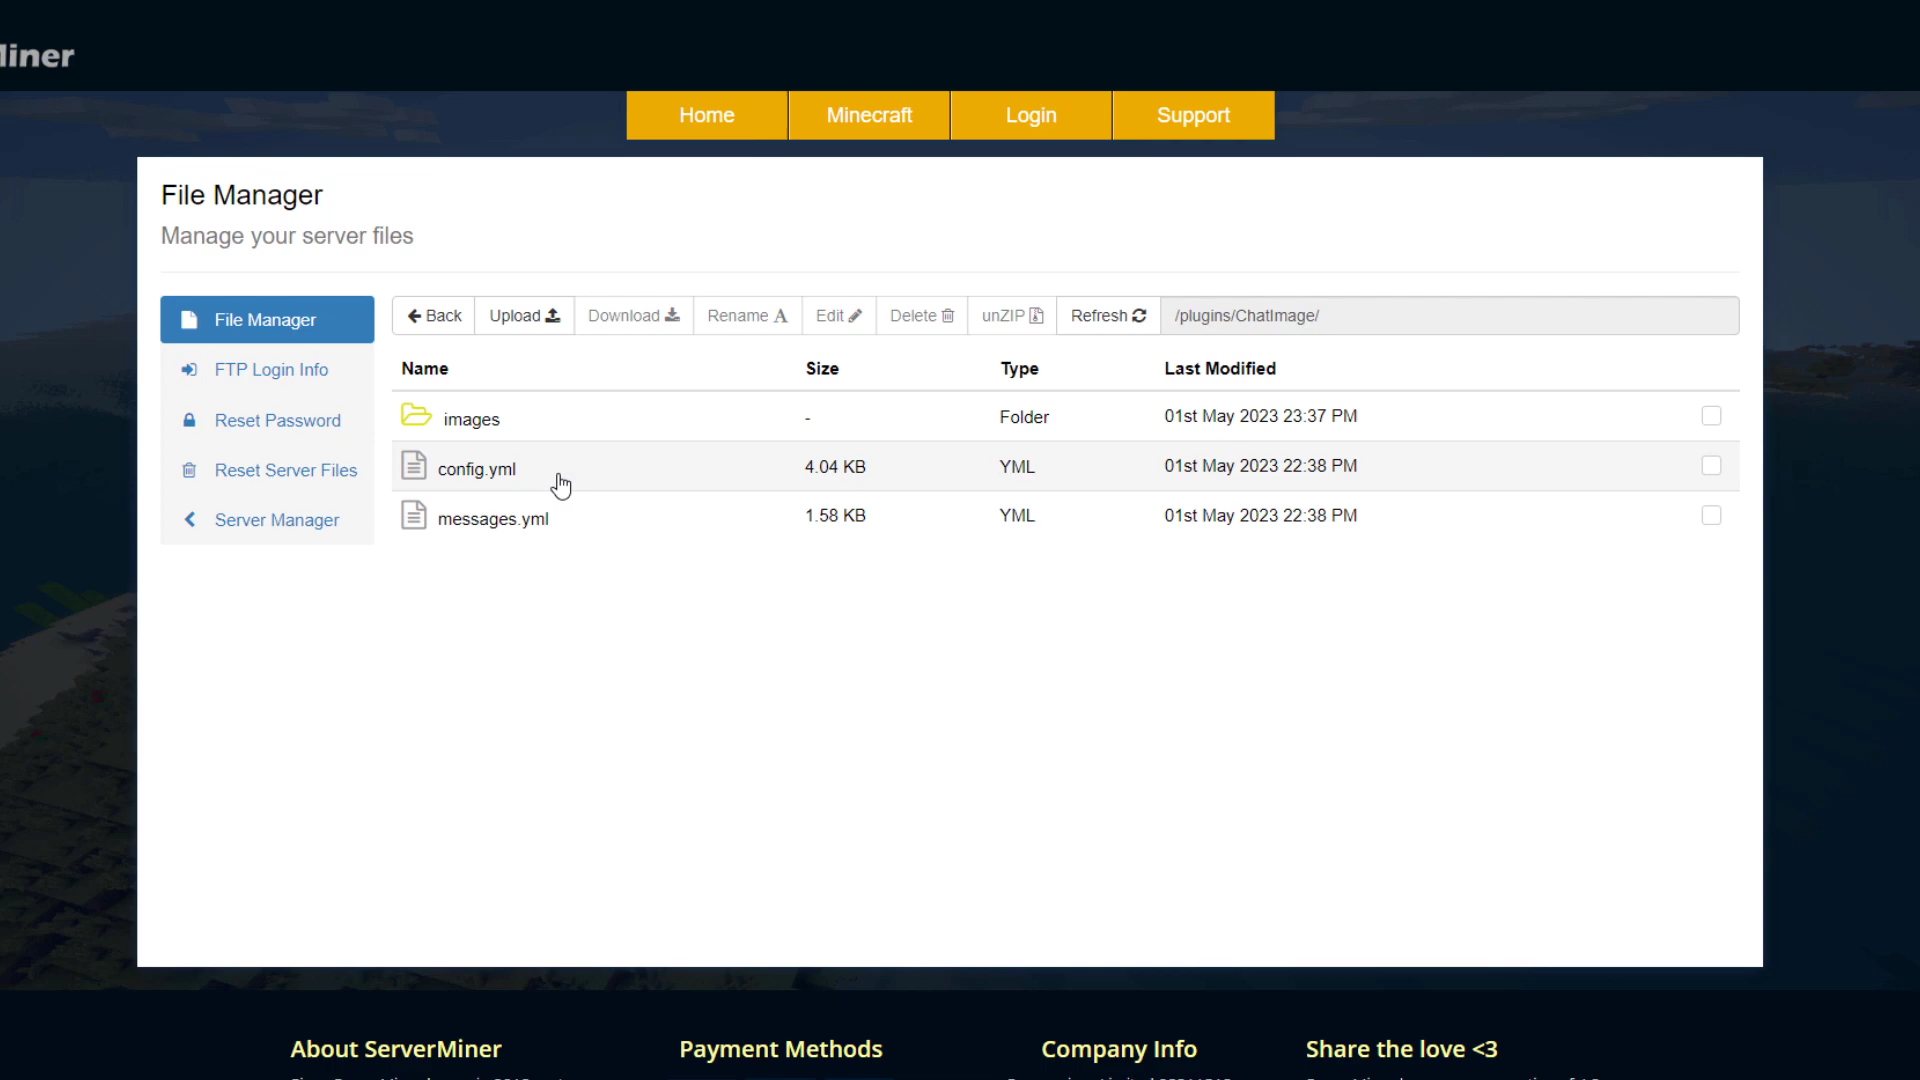 Miner
Home Minecraft Login Support
File Manager
Manage your server files
File Manager
FTP Login Info
Reset Password
Reset Server Files
Server Manager
Back Upload Download Rename Edit Delete unZIP Refresh /plugins/ChatImage/
Name Size Type Last Modified
images - Folder 01st May 2023 23:37 PM
config.yml 4.04 KB YML 01st May 2023 22:38 PM
messages.yml 1.58 KB YML 01st May 2023 22:38 PM
About ServerMiner Payment Methods Company Info Share the love <3